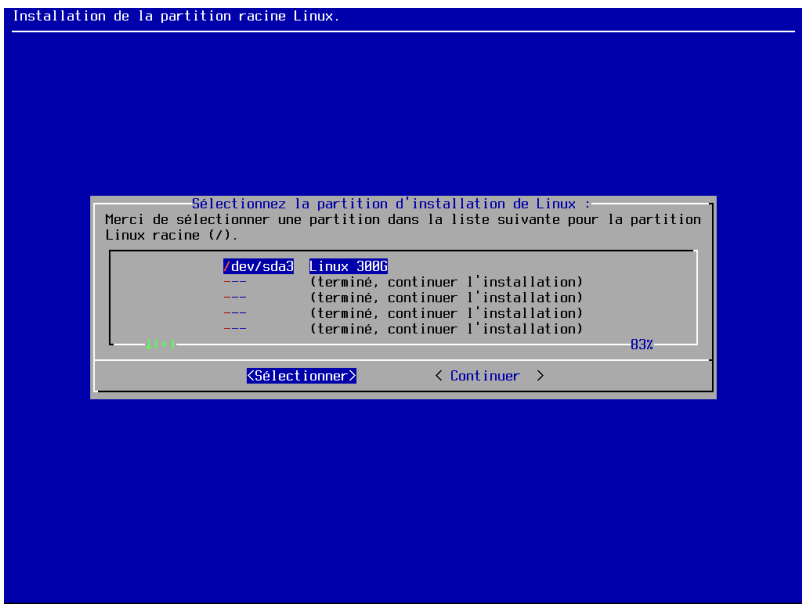 Installation de la partition racine Linux.
Sélectionnez la partition d'installation de Linux :
Merci de sélectionner une partition dans la liste suivante pour la partition
Linux racine (/).
/dev/sda3 Linux 300G
--- (terminé, continuer l'installation)
--- (terminé, continuer l'installation)
--- (terminé, continuer l'installation)
--- (terminé, continuer l'installation)
↓(+) 83%
<Sélectionner> < Continuer >